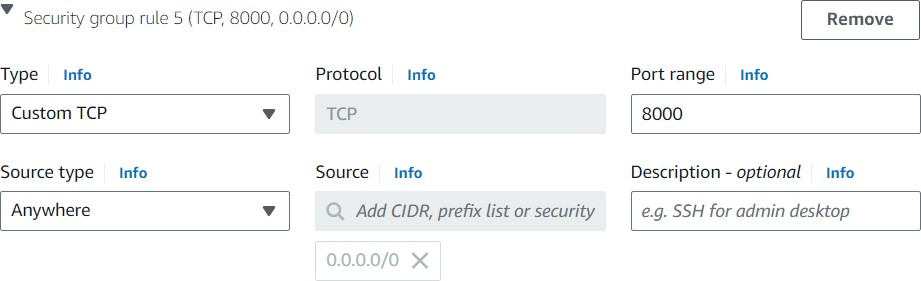 Security group rule 5 (TCP, 8000, 0.0.0.0/0)
Remove
Type Info Protocol Info Port range Info
Custom TCP TCP 8000
Source type Info Source Info Description - optional Info
Anywhere Add CIDR, prefix list or security e.g. SSH for admin desktop
0.0.0.0/0